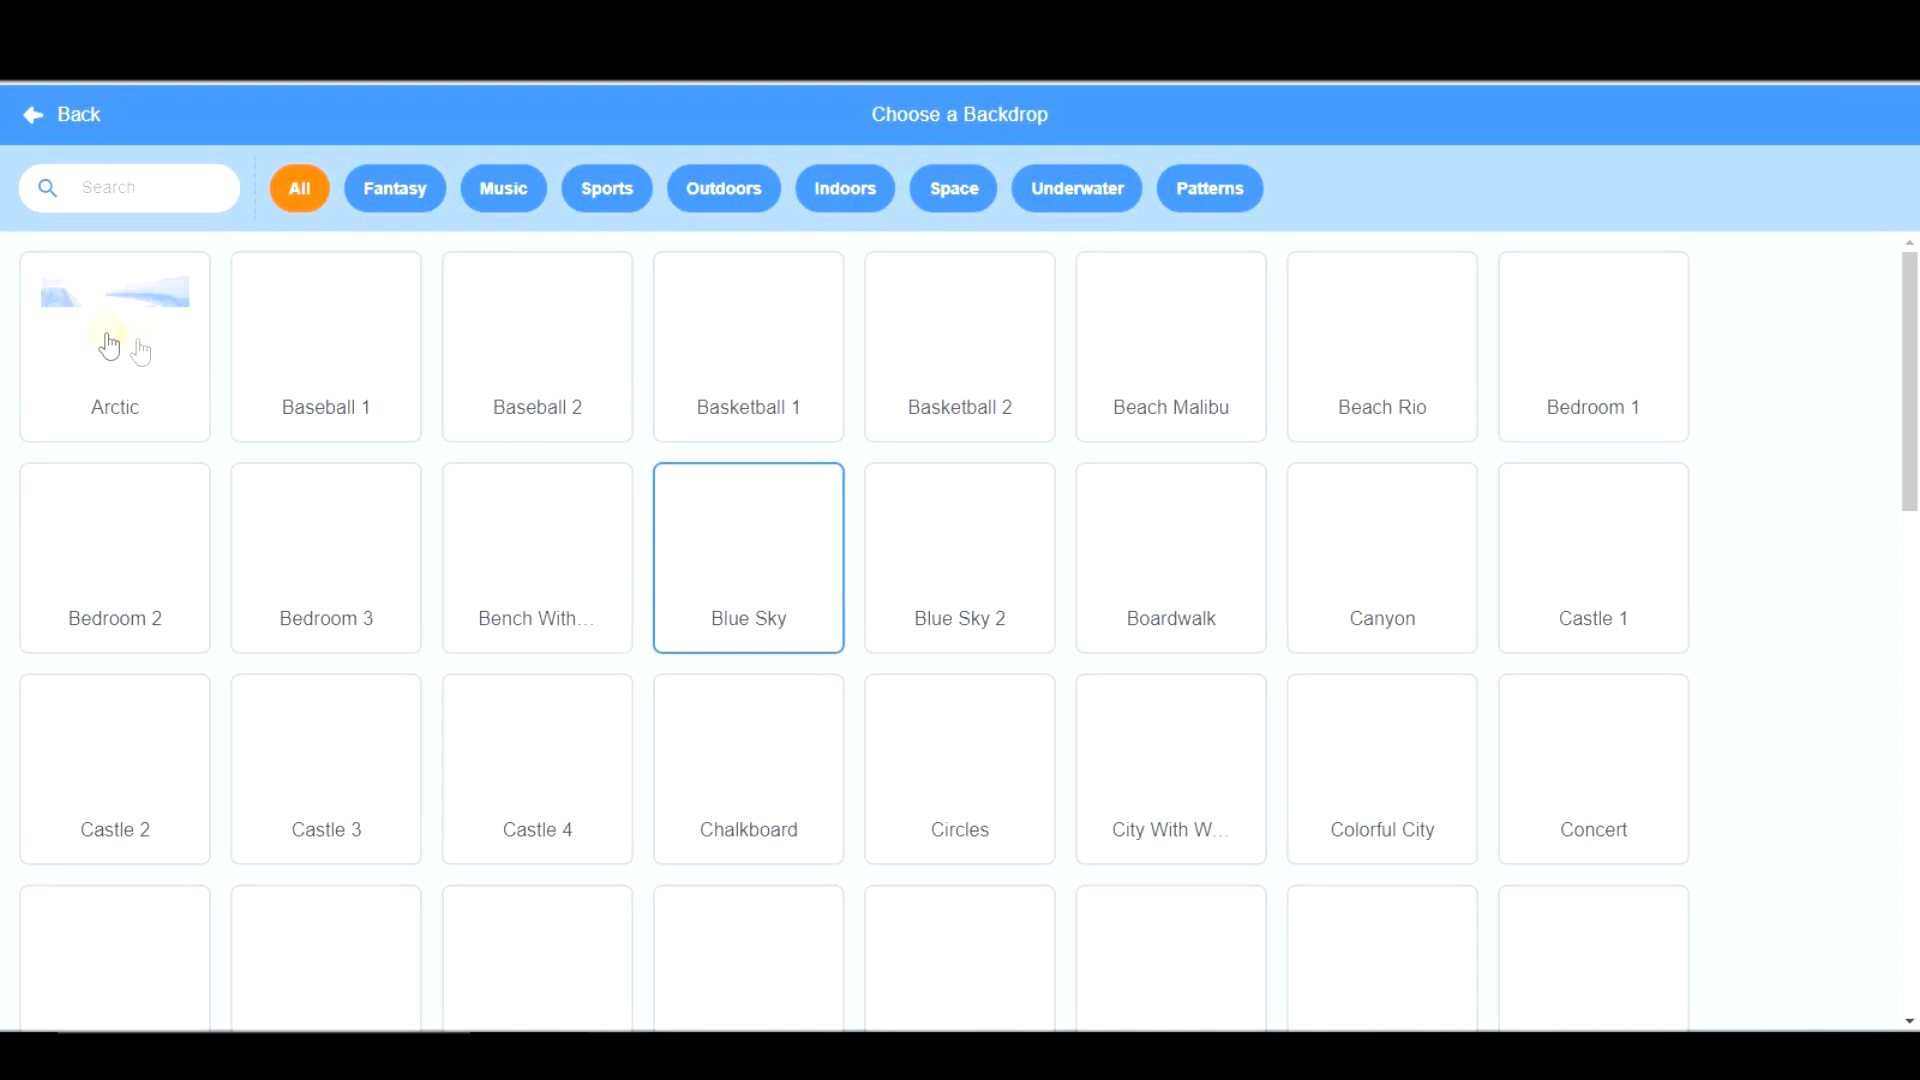 Back
Choose a Backdrop
Search
All
Fantasy
Music
Sports
Outdoors
Indoors
Space
Underwater
Patterns
Arctic
Baseball 1
Baseball 2
Basketball 1
Basketball 2
Beach Malibu
Beach Rio
Bedroom 1
Bedroom 2
Bedroom 3
Bench With...
Blue Sky
Blue Sky 2
Boardwalk
Canyon
Castle 1
Castle 2
Castle 3
Castle 4
Chalkboard
Circles
City With W...
Colorful City
Concert